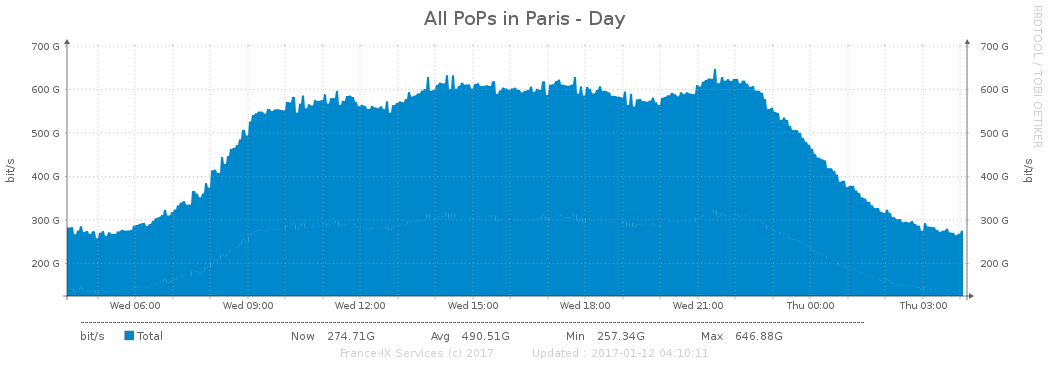 All PoPs in Paris - Day
RRDTOOL / TOBI OETIKER
700 G 700 G
600 G 600 G
500 G 500 G
400 G 400 G
300 G 300 G
200 G 200 G
bit/s bit/s
Wed 06:00 Wed 09:00 Wed 12:00 Wed 15:00 Wed 18:00 Wed 21:00 Thu 00:00 Thu 03:00
bit/s Total Now 274.71G Avg 490.51G Min 257.34G Max 646.88G
France-IX Services (c) 2017 Updated : 2017-01-12 04:10:11